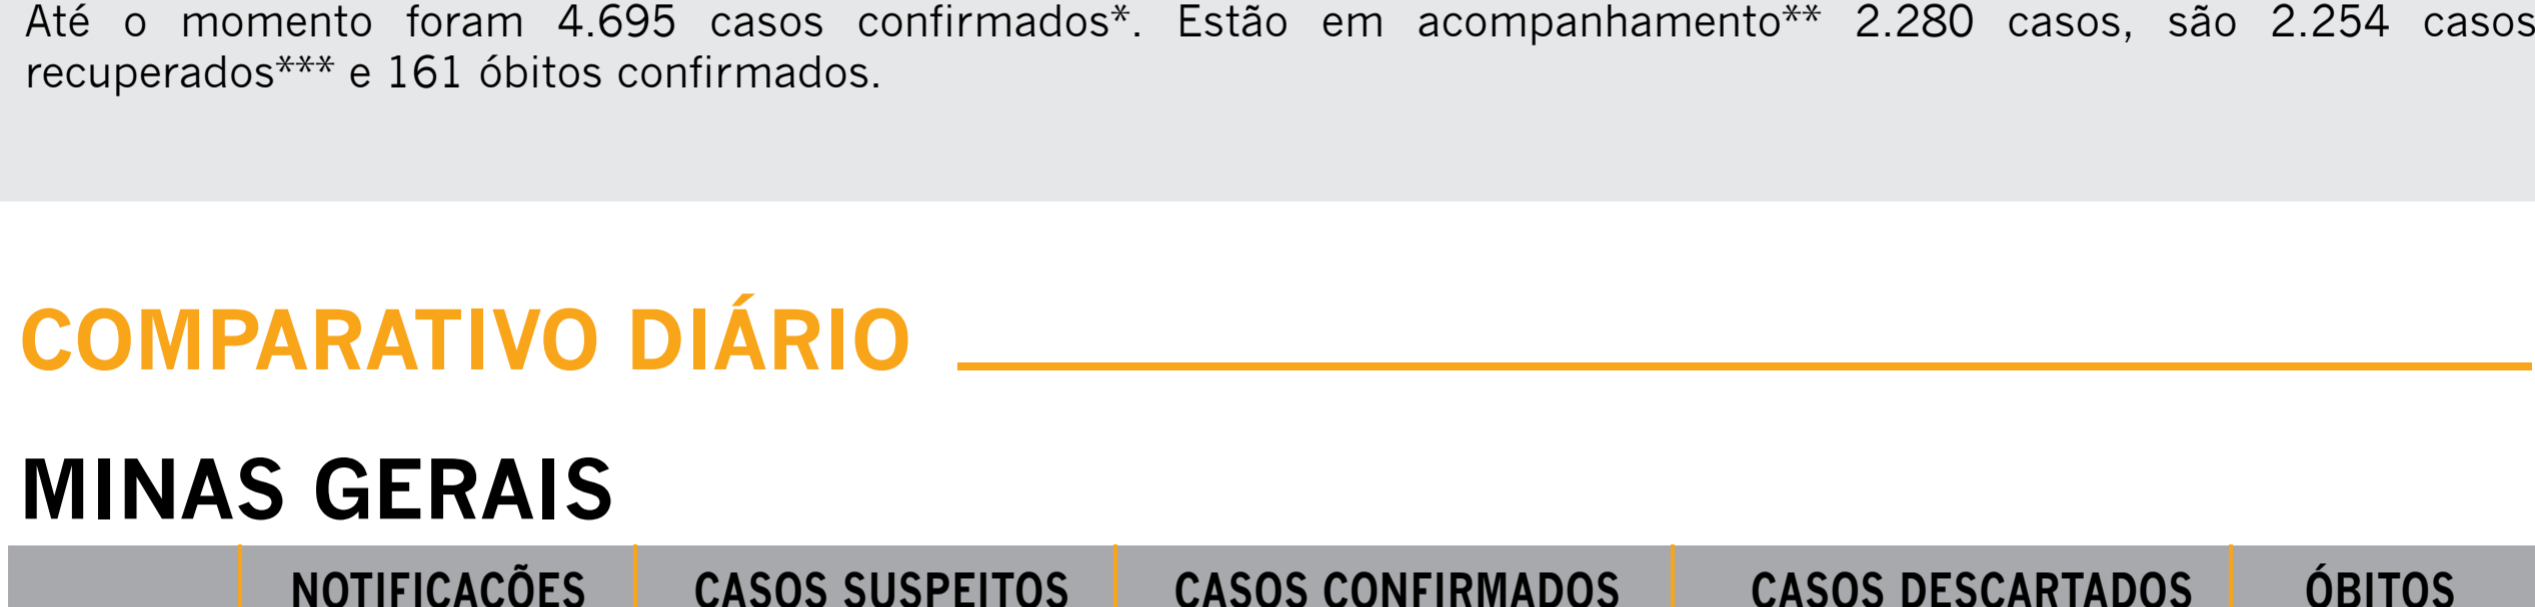 Até o momento foram 4.695 casos confirmados*. Estão em acompanhamento** 2.280 casos, são 2.254 casos
recuperados*** e 161 óbitos confirmados.
COMPARATIVO DIÁRIO
MINAS GERAIS
NOTIFICAÇÕES CASOS SUSPEITOS CASOS CONFIRMADOS CASOS DESCARTADOS ÓBITOS